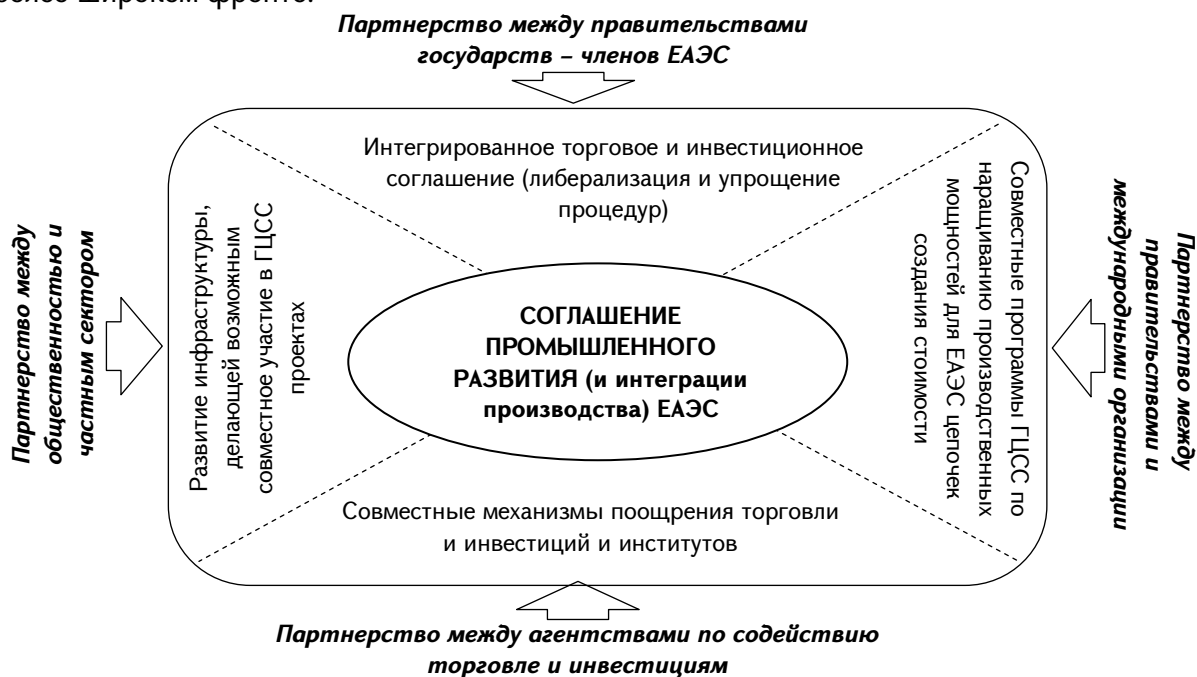 более широком фронте.
Партнерство между правительствами
государств – членов ЕАЭС
Интегрированное торговое и инвестиционное
соглашение (либерализация и упрощение
процедур)
Партнерство между
общественностью и
частным сектором
Развитие инфраструктуры,
делающей возможным
совместное участие в ГЦСС
проектах
СОГЛАШЕНИЕ
ПРОМЫШЛЕННОГО
РАЗВИТИЯ (и интеграции
производства) ЕАЭС
Совместные программы ГЦСС по
наращиванию производственных
мощностей для ЕАЭС цепочек
создания стоимости
Партнерство между
правительствами и
международными организации
Совместные механизмы поощрения торговли
и инвестиций и институтов
Партнерство между агентствами по содействию
торговле и инвестициям